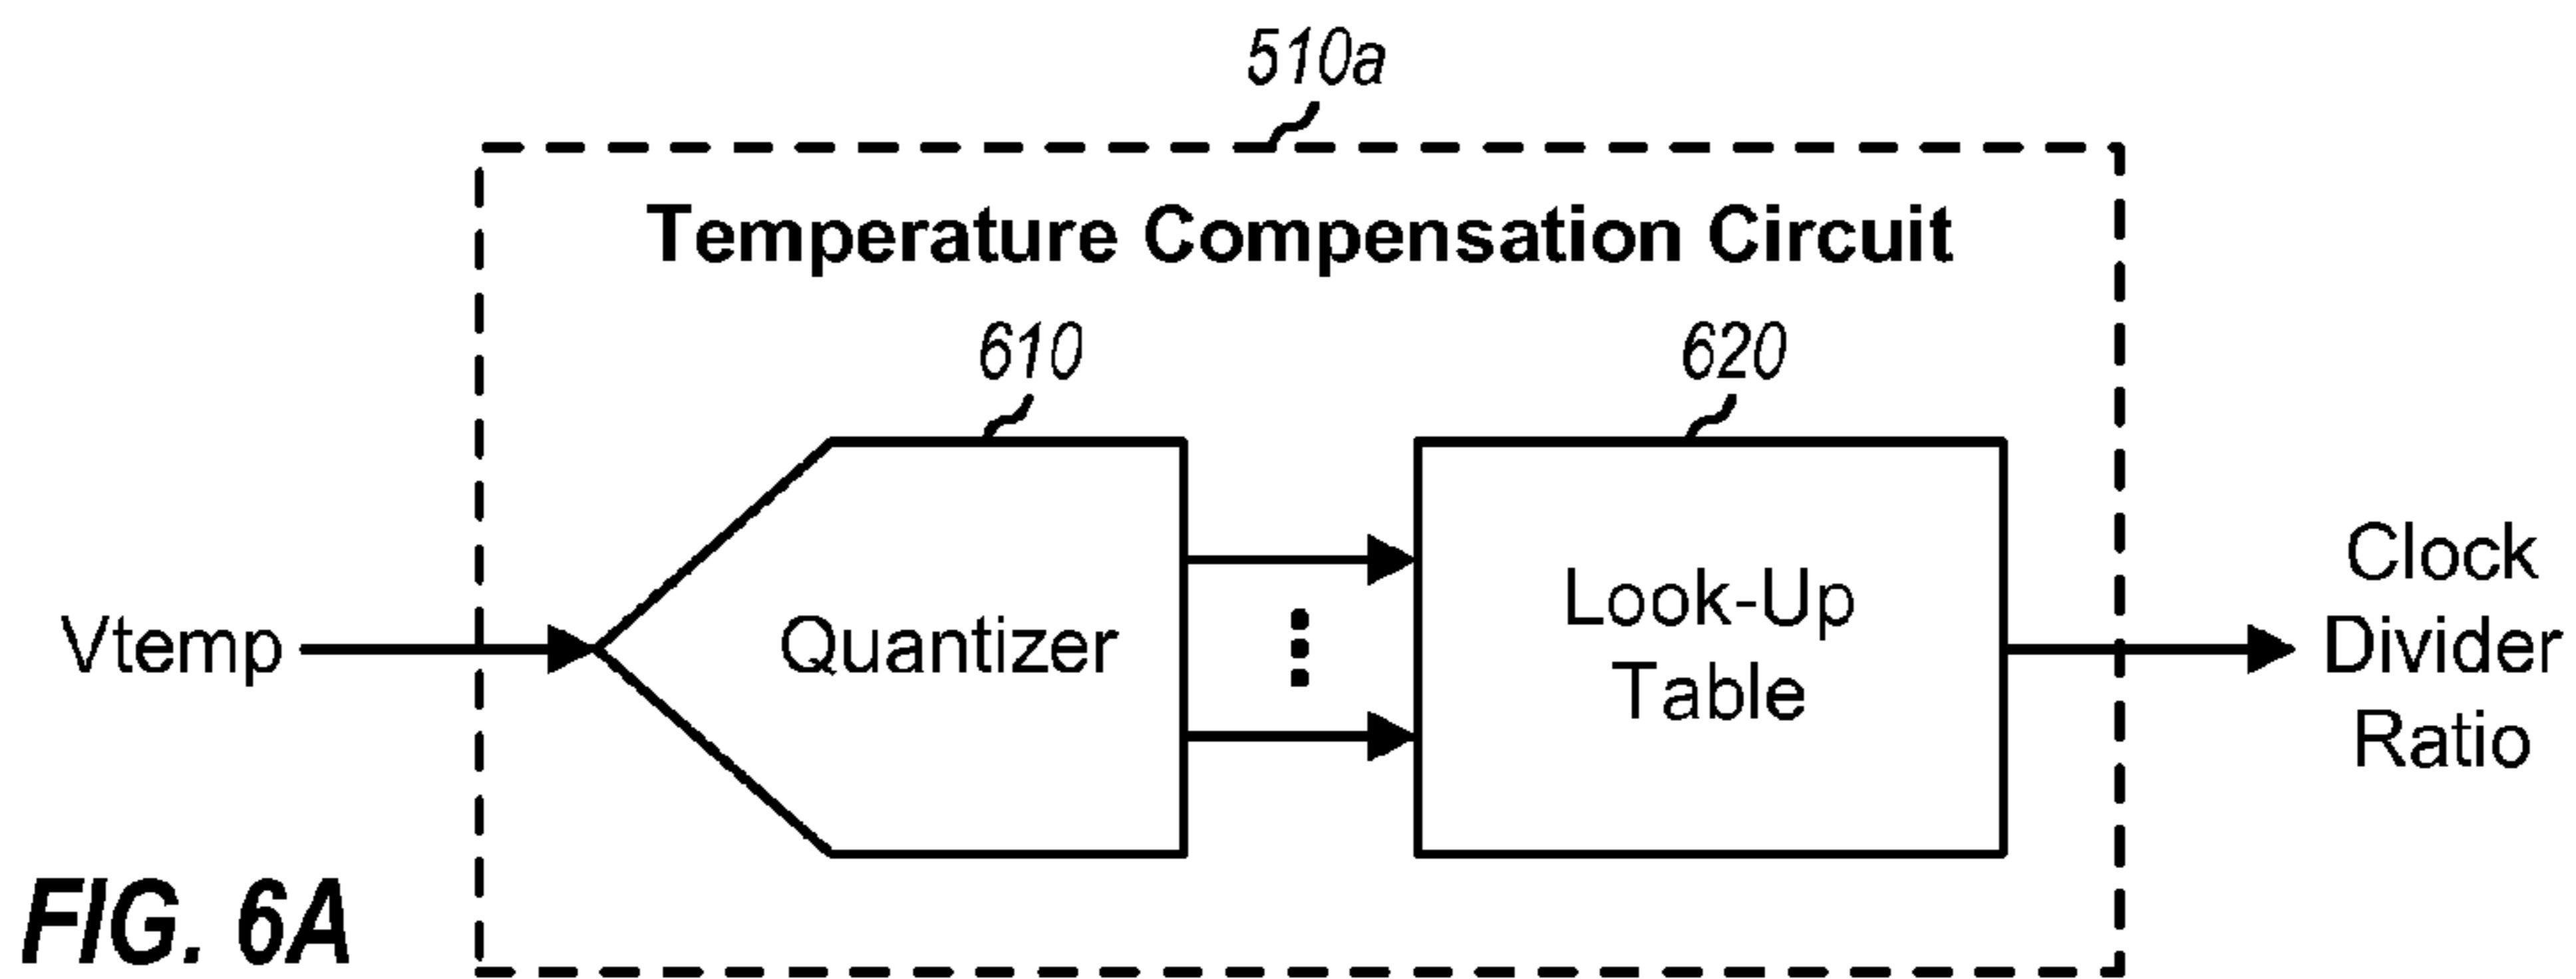 510a
Temperature Compensation Circuit
610
620
Vtemp
Quantizer
Look-Up
Table
Clock
Divider
Ratio
FIG. 6A